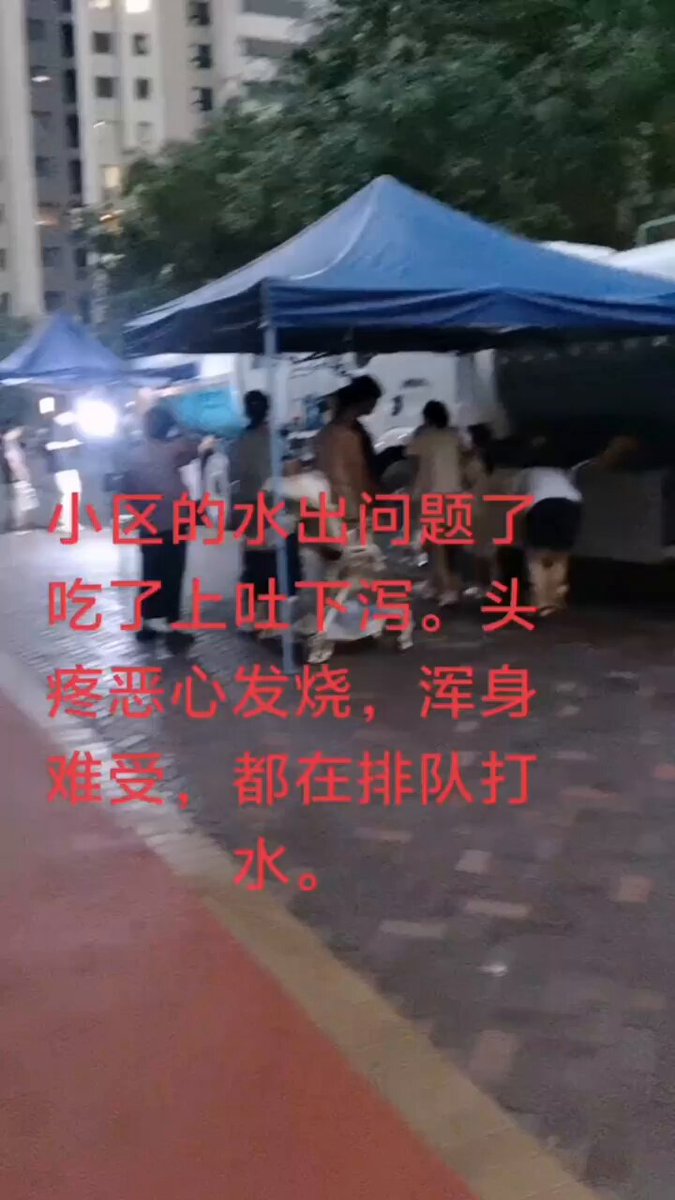 小区的水出问题了
吃了上吐下泻。头
疼恶心发烧，浑身
难受，都在排队打
水。